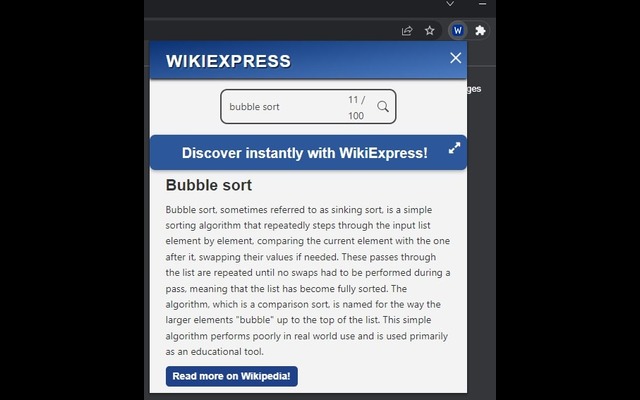 W
WIKIEXPRESS
ges
bubble sort
11 /
100
Discover instantly with WikiExpress!
Bubble sort
Bubble sort, sometimes referred to as sinking sort, is a simple
sorting algorithm that repeatedly steps through the input list
element by element, comparing the current element with the one
after it, swapping their values if needed. These passes through
the list are repeated until no swaps had to be performed during a
pass, meaning that the list has become fully sorted. The
algorithm, which is a comparison sort, is named for the way the
larger elements "bubble" up to the top of the list. This simple
algorithm performs poorly in real world use and is used primarily
as an educational tool.
Read more on Wikipedia!